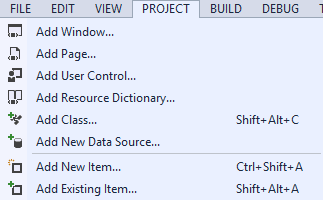 FILE EDIT VIEW PROJECT BUILD DEBUG
Add Window...
Add Page...
Add User Control...
Add Resource Dictionary...
Add Class... Shift+Alt+C
Add New Data Source...
Add New Item... Ctrl+Shift+A
Add Existing Item... Shift+Alt+A